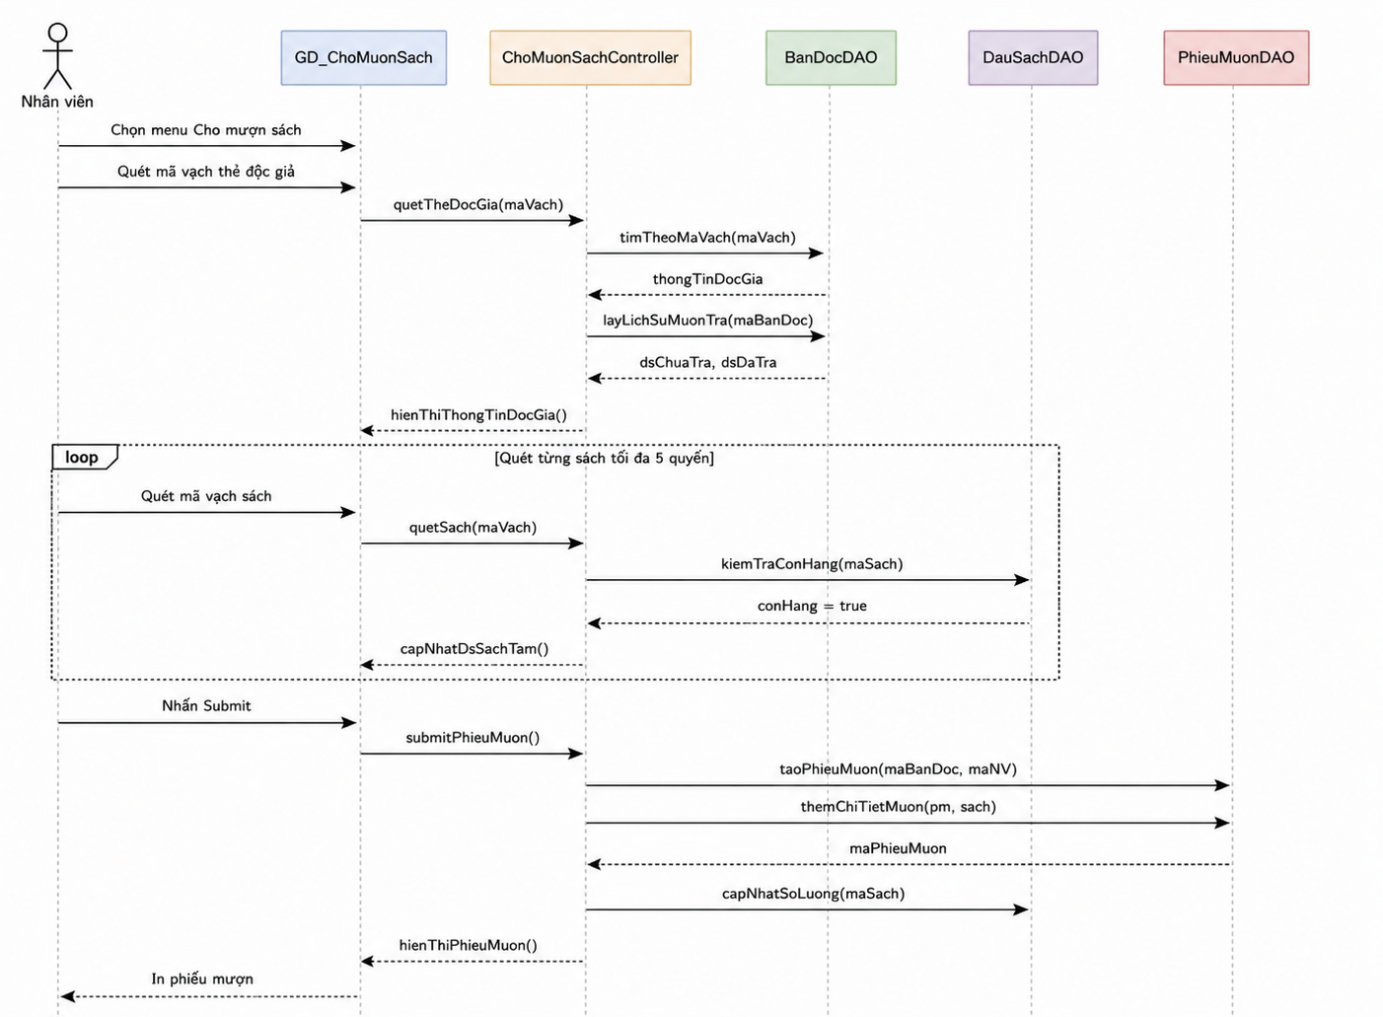 GD_ChoMuonSach
ChoMuonSachController
BanDocDAO
DauSachDAO
PhieuMuonDAO
Nhân viên
Chọn menu Cho mượn sách
Quét mã vạch thẻ độc giả
quetTheDocGia(maVach)
timTheoMaVach(maVach)
thongTinDocGia
layLichSuMuonTra(maBanDoc)
dsChuaTra, dsDaTra
hienThiThongTinDocGia()
loop
[Quét từng sách tối đa 5 quyển]
Quét mã vạch sách
quetSach(maVach)
kiemTraConHang(maSach)
conHang = true
capNhatDsSachTam()
Nhấn Submit
submitPhieuMuon()
taoPhieuMuon(maBanDoc, maNV)
themChiTietMuon(pm, sach)
maPhieuMuon
capNhatSoLuong(maSach)
hienThiPhieuMuon()
In phiếu mượn